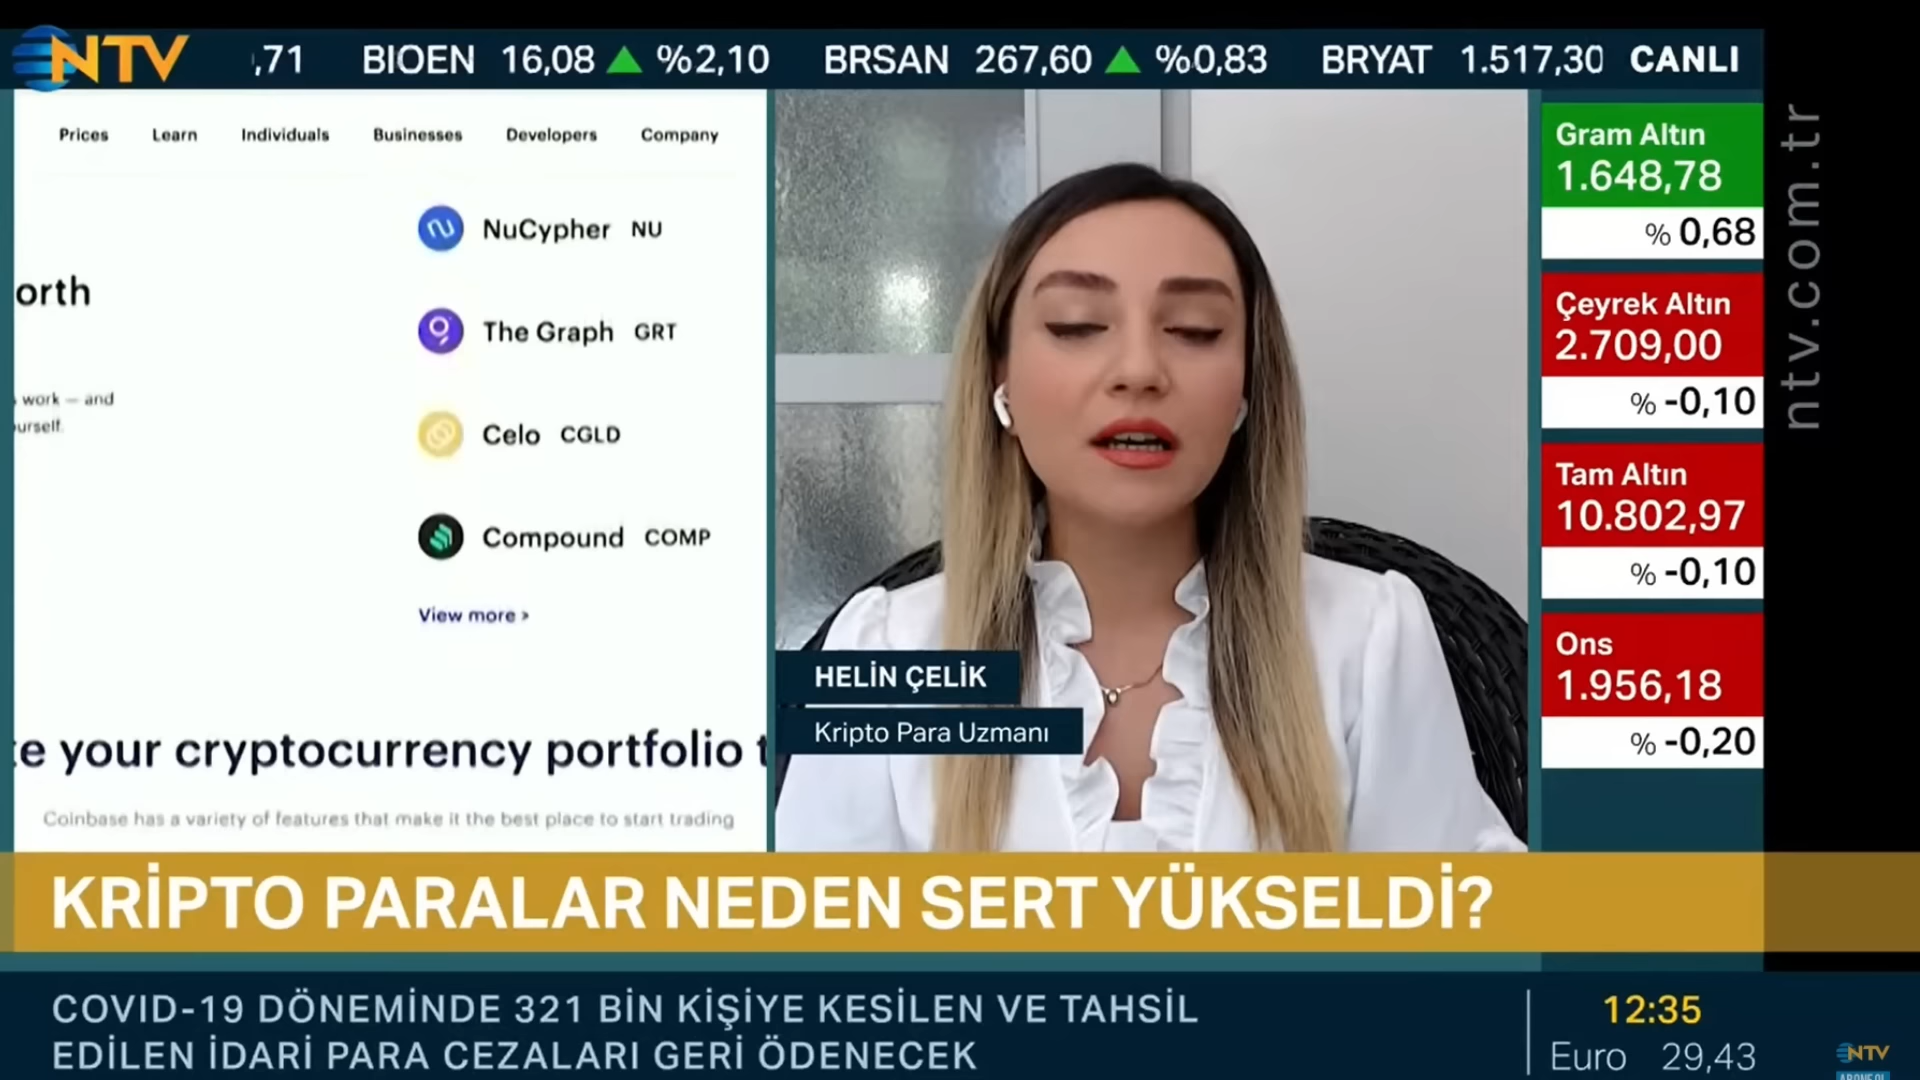 NTV
,71 BIOEN 16,08 %2,10 BRSAN 267,60 %0,83 BRYAT 1.517,30 CANLI
Prices Learn Individuals Businesses Developers Company
NuCypher NU
orth
The Graph GRT
work — and
urself.
Celo CGLD
Compound COMP
View more >
e your cryptocurrency portfolio t
Coinbase has a variety of features that make it the best place to start trading
HELİN ÇELİK
Kripto Para Uzmanı
Gram Altın
1.648,78
% 0,68
Çeyrek Altın
2.709,00
% -0,10
Tam Altın
10.802,97
% -0,10
Ons
1.956,18
% -0,20
ntv.com.tr
KRİPTO PARALAR NEDEN SERT YÜKSELDİ?
COVID-19 DÖNEMİNDE 321 BİN KİŞİYE KESİLEN VE TAHSİL
EDİLEN İDARİ PARA CEZALARI GERİ ÖDENECEK
12:35
Euro 29,43
NTV
ABONE OL